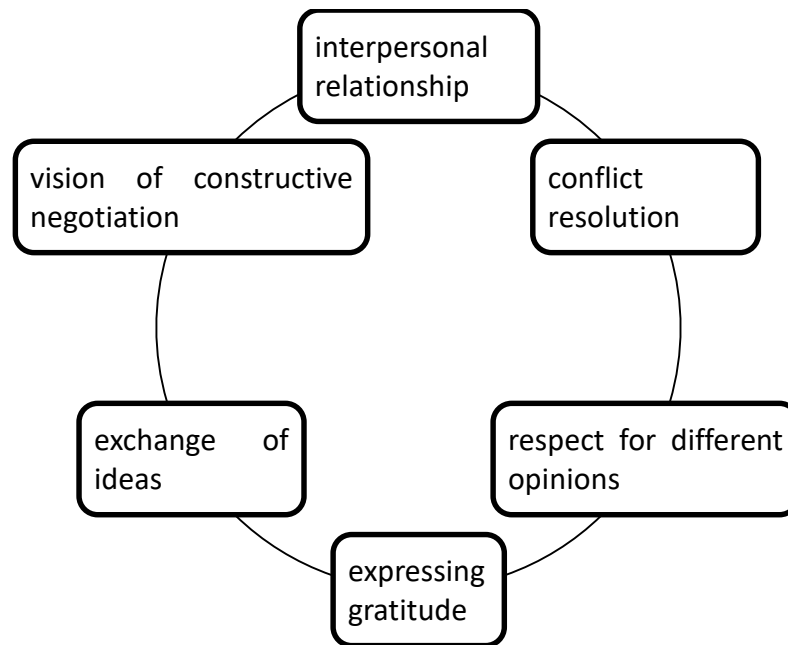 interpersonal
relationship
conflict
resolution
respect for different
opinions
expressing
gratitude
exchange of
ideas
vision of constructive
negotiation